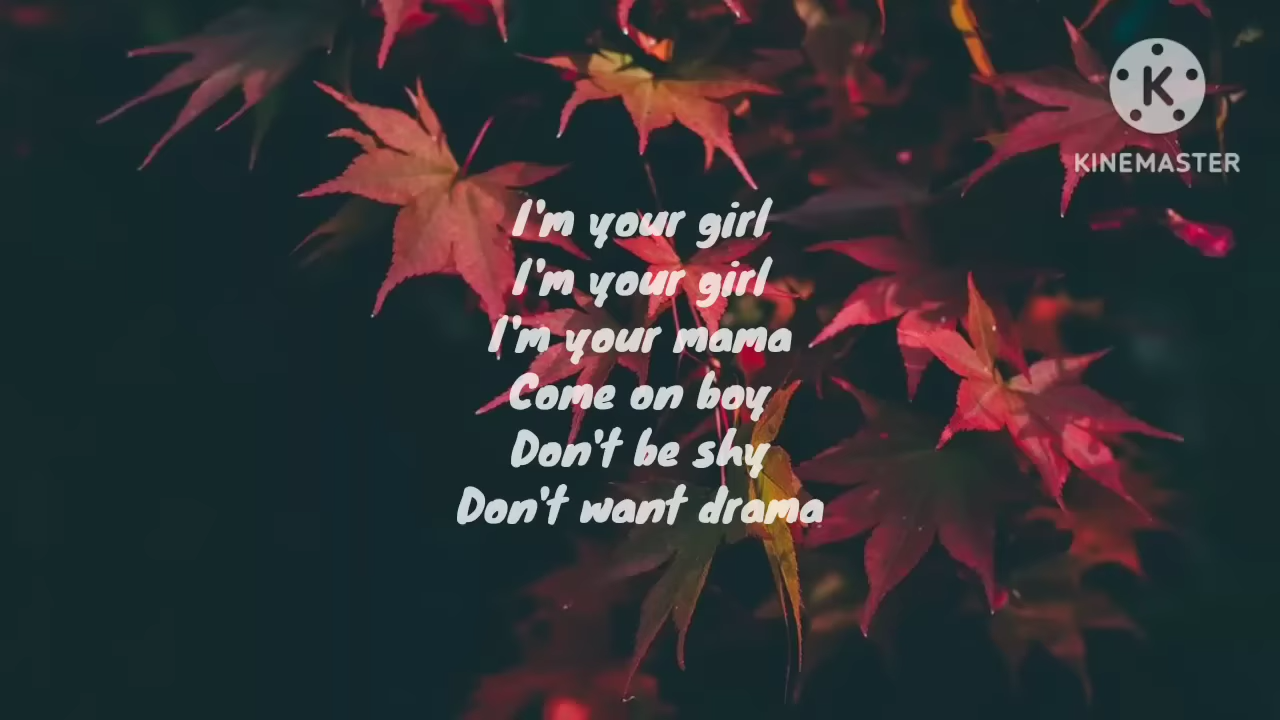 K
KINEMASTER
I'm your girl
I'm your girl
I'm your mama
Come on boy
Don't be shy
Don't want drama